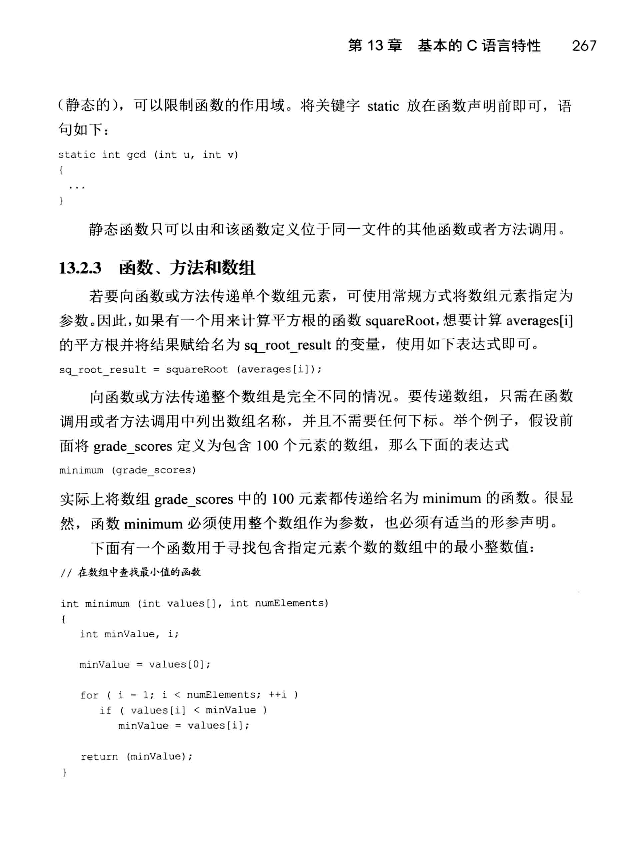 第 13 章 基本的 C 语言特性 267
(静态的)，可以限制函数的作用域。将关键字 static 放在函数声明前即可，语
句如下：
static int gcd (int u, int v)
{
...
}
静态函数只可以由和该函数定义位于同一文件的其他函数或者方法调用。
13.2.3 函数、方法和数组
若要向函数或方法传递单个数组元素，可使用常规方式将数组元素指定为
参数。因此，如果有一个用来计算平方根的函数 squareRoot，想要计算 averages[i]
的平方根并将结果赋给名为 sq_root_result 的变量，使用如下表达式即可。
sq_root_result = squareRoot (averages[i]);
向函数或方法传递整个数组是完全不同的情况。要传递数组，只需在函数
调用或者方法调用中列出数组名称，并且不需要任何下标。举个例子，假设前
面将 grade_scores 定义为包含 100 个元素的数组，那么下面的表达式
minimum (grade_scores)
实际上将数组 grade_scores 中的 100 元素都传递给名为 minimum 的函数。很显
然，函数 minimum 必须使用整个数组作为参数，也必须有适当的形参声明。
下面有一个函数用于寻找包含指定元素个数的数组中的最小整数值：
// 在数组中查找最小值的函数
int minimum (int values[], int numElements)
{
int minValue, i;
minValue = values[0];
for ( i = 1; i < numElements; ++i )
if ( values[i] < minValue )
minValue = values[i];
return (minValue);
}